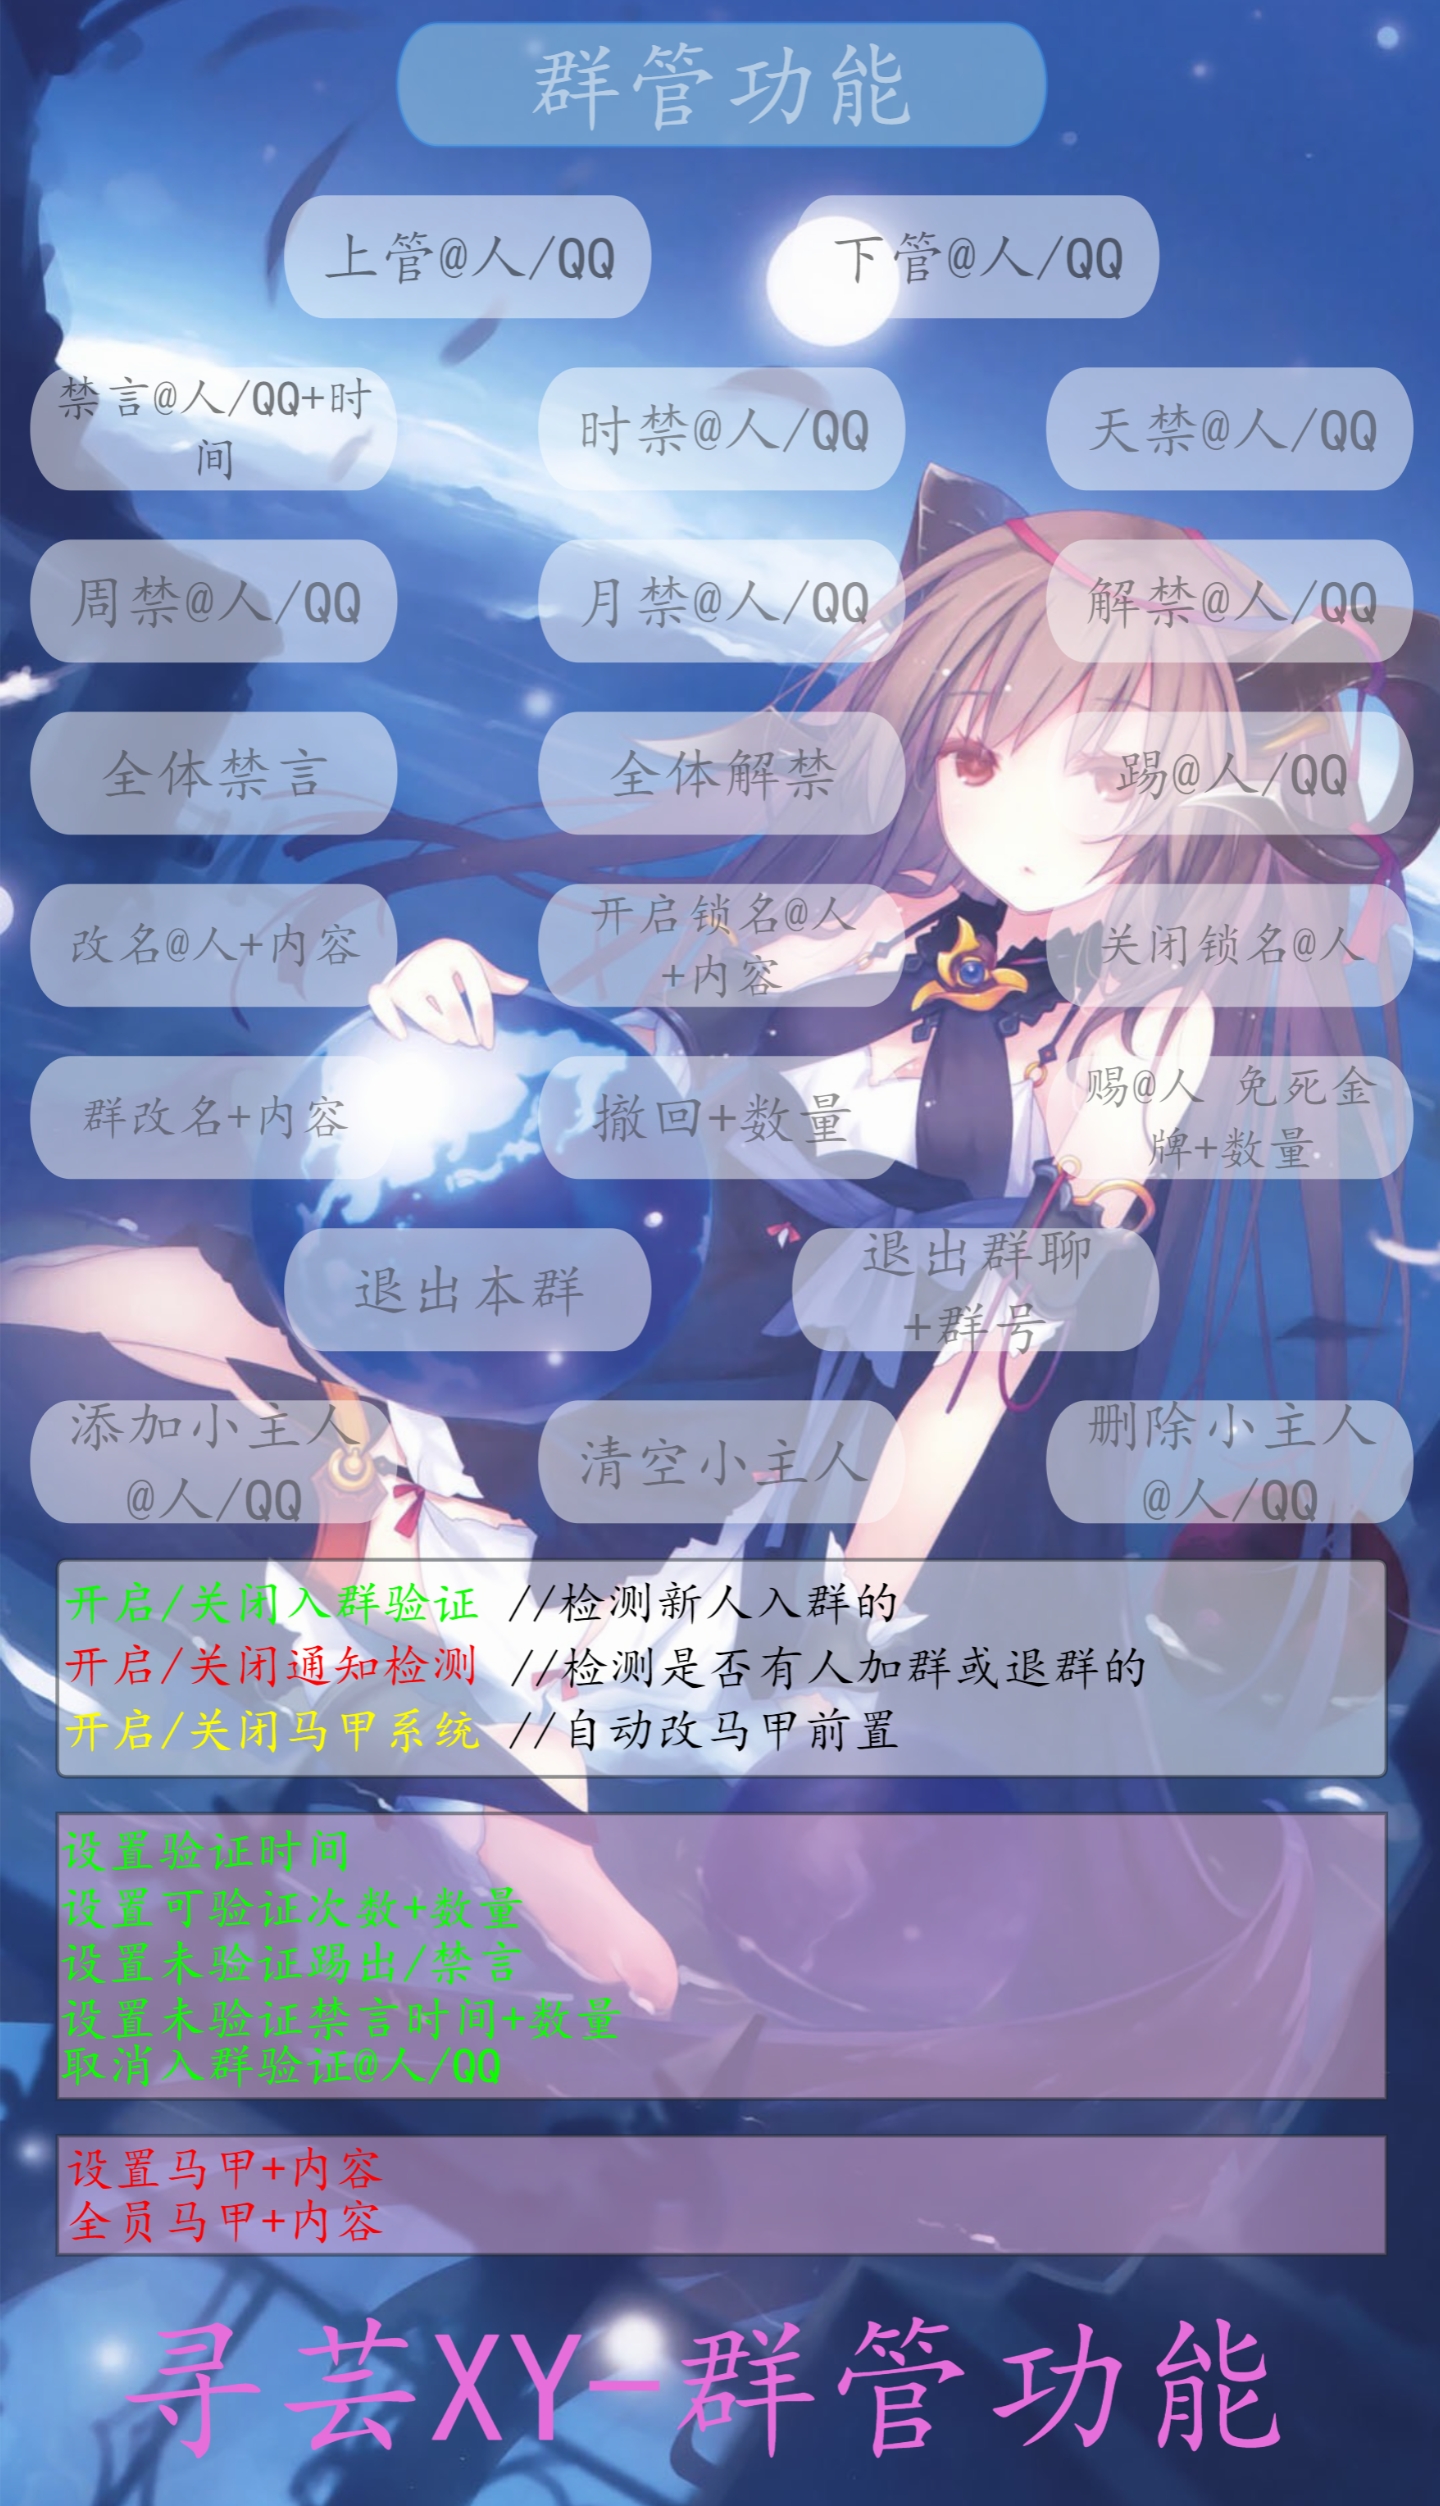 群管功能
上管@人/QQ
下管@人/QQ
禁言@人/QQ+时
间
时禁@人/QQ
天禁@人/QQ
周禁@人/QQ
月禁@人/QQ
解禁@人/QQ
全体禁言
全体解禁
踢@人/QQ
改名@人+内容
开启锁名@人
+内容
关闭锁名@人
群改名+内容
撤回+数量
赐@人 免死金
牌+数量
退出本群
退出群聊
+群号
添加小主人
@人/QQ
清空小主人
删除小主人
@人/QQ
开启/关闭入群验证 //检测新人入群的
开启/关闭通知检测 //检测是否有人加群或退群的
开启/关闭马甲系统 //自动改马甲前置
设置验证时间
设置可验证次数+数量
设置未验证踢出/禁言
设置未验证禁言时间+数量
取消入群验证@人/QQ
设置马甲+内容
全员马甲+内容
寻芸XY-群管功能